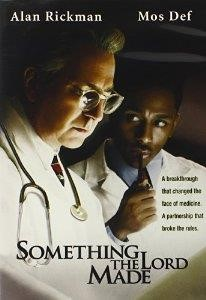 Alan Rickman Mos Def
A breakthrough
that changed the
face of medicine.
A partnership that
broke the rules.
SOMETHING
THE LORD
MADE